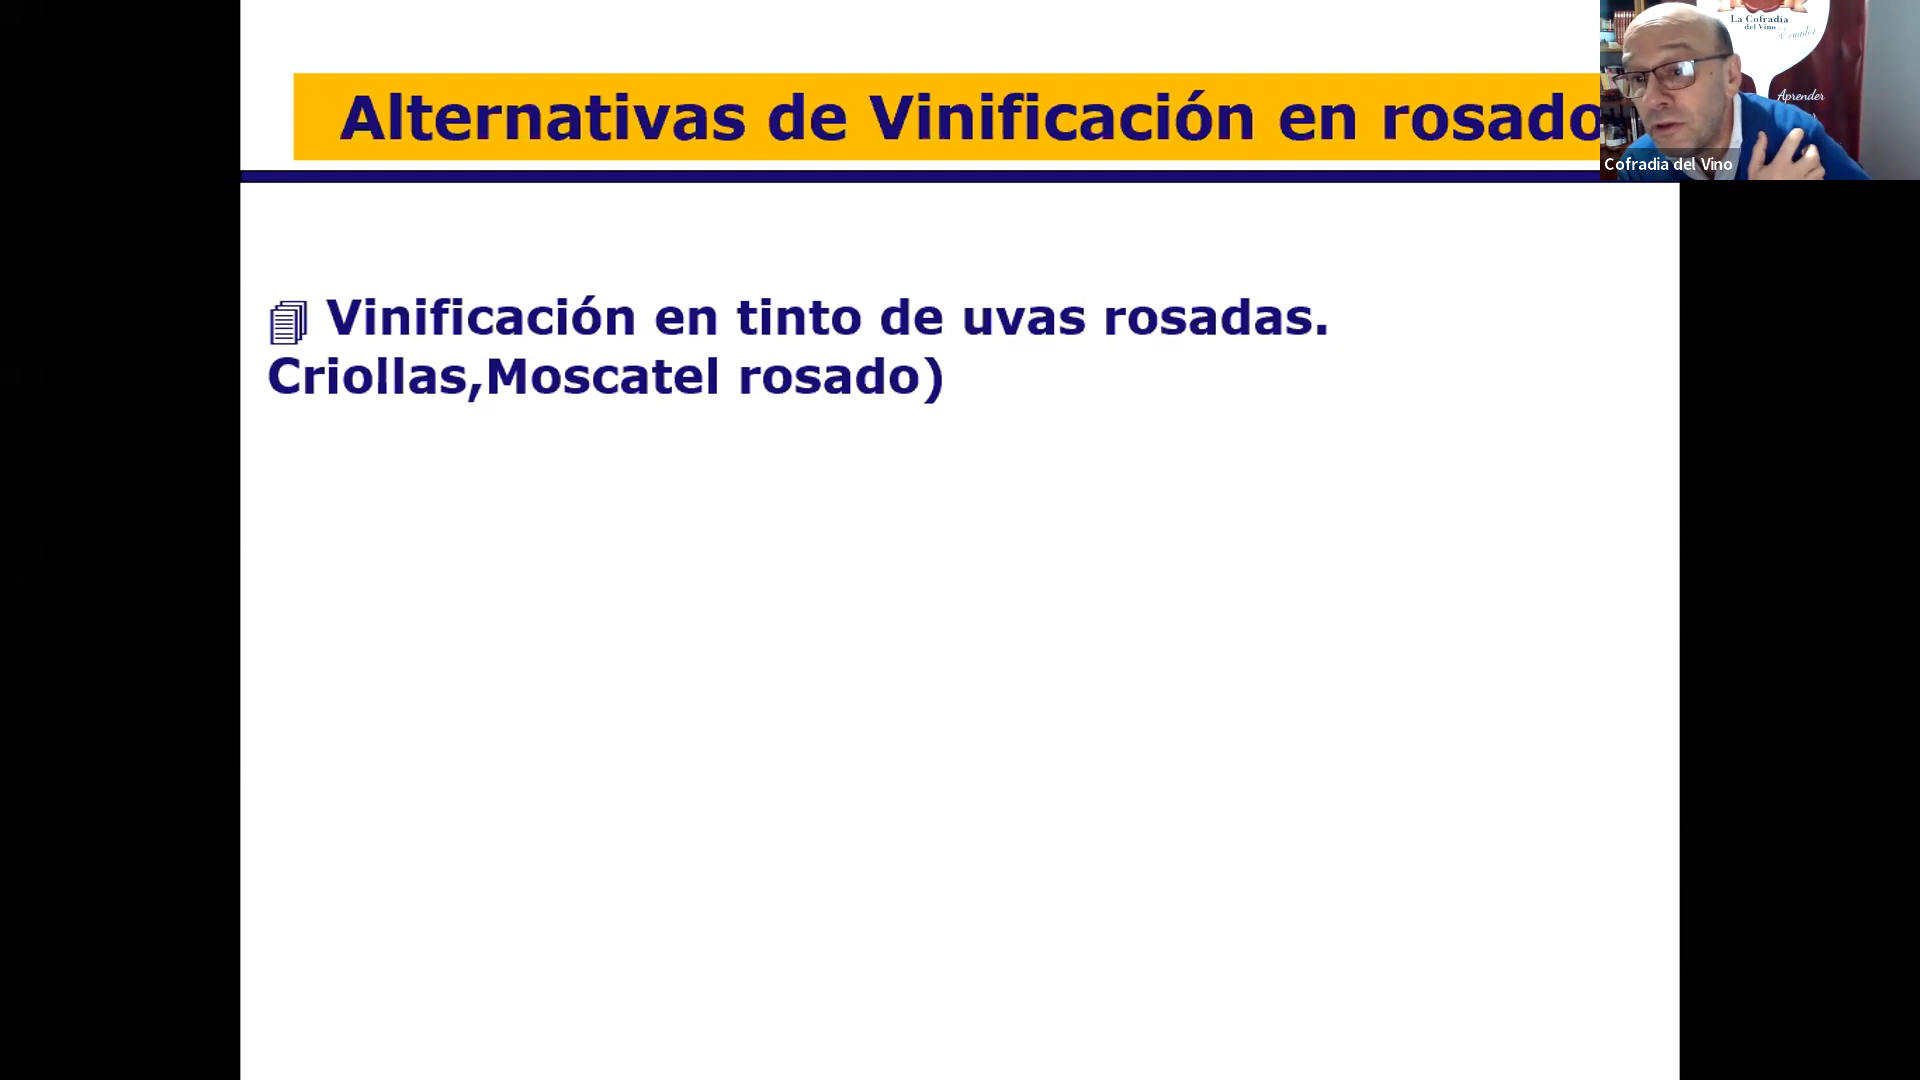 Alternativas de Vinificación en rosado
La Cofradia
del Vino
Ecuador
Aprender
Cofradia del Vino
Vinificación en tinto de uvas rosadas.
Criollas,Moscatel rosado)